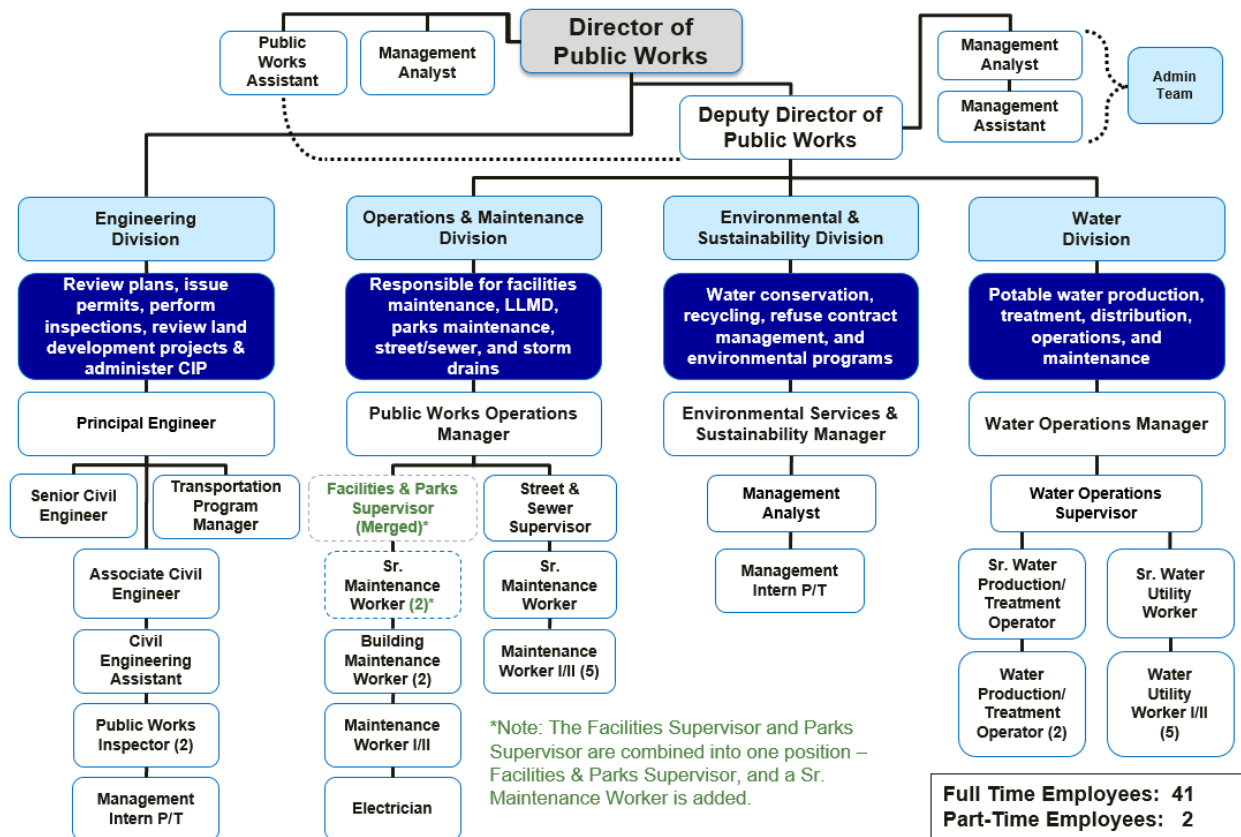 Director of
Public Works
Public
Works
Assistant
Management
Analyst
Management
Analyst
Management
Assistant
Admin
Team
Deputy Director of
Public Works
Engineering
Division
Operations & Maintenance
Division
Environmental &
Sustainability Division
Water
Division
Review plans, issue
permits, perform
inspections, review land
development projects &
administer CIP
Responsible for facilities
maintenance, LLMD,
parks maintenance,
street/sewer, and storm
drains
Water conservation,
recycling, refuse contract
management, and
environmental programs
Potable water production,
treatment, distribution,
operations, and
maintenance
Principal Engineer
Public Works Operations
Manager
Environmental Services &
Sustainability Manager
Water Operations Manager
Senior Civil
Engineer
Transportation
Program
Manager
Facilities & Parks
Supervisor
(Merged)*
Street &
Sewer
Supervisor
Management
Analyst
Water Operations
Supervisor
Associate Civil
Engineer
Sr.
Maintenance
Worker (2)*
Sr.
Maintenance
Worker
Management
Intern P/T
Sr. Water
Production/
Treatment
Operator
Sr. Water
Utility
Worker
Civil
Engineering
Assistant
Building
Maintenance
Worker (2)
Maintenance
Worker I/II (5)
Water
Production/
Treatment
Operator (2)
Water
Utility
Worker I/II
(5)
Public Works
Inspector (2)
Maintenance
Worker I/II
Management
Intern P/T
Electrician
*Note: The Facilities Supervisor and Parks
Supervisor are combined into one position –
Facilities & Parks Supervisor, and a Sr.
Maintenance Worker is added.
Full Time Employees: 41
Part-Time Employees: 2